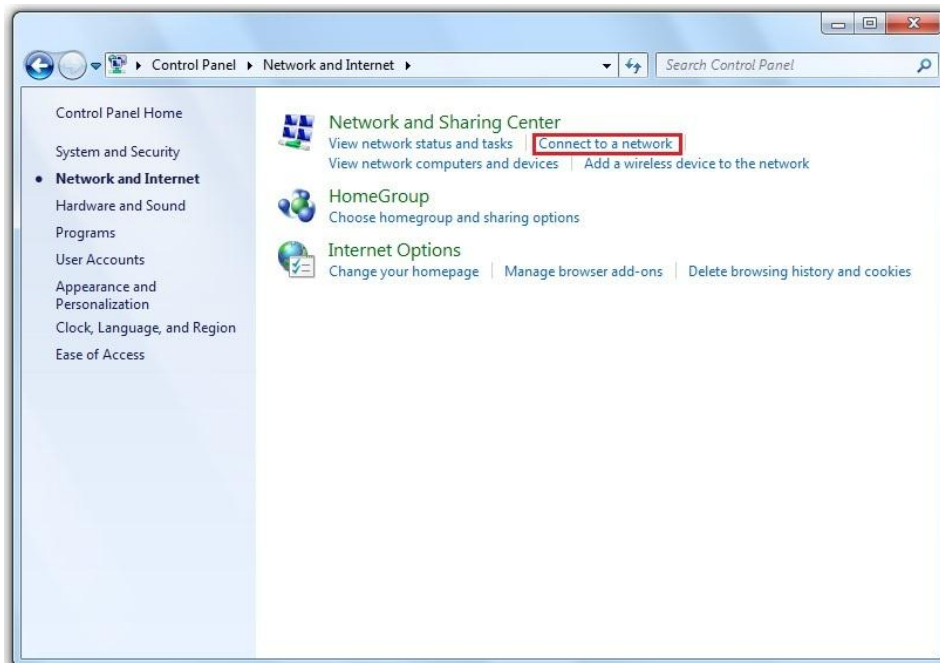 Control Panel Network and Internet Search Control Panel
Control Panel Home
System and Security
Network and Internet
Hardware and Sound
Programs
User Accounts
Appearance and
Personalization
Clock, Language, and Region
Ease of Access
Network and Sharing Center
View network status and tasks Connect to a network
View network computers and devices Add a wireless device to the network
HomeGroup
Choose homegroup and sharing options
Internet Options
Change your homepage Manage browser add-ons Delete browsing history and cookies